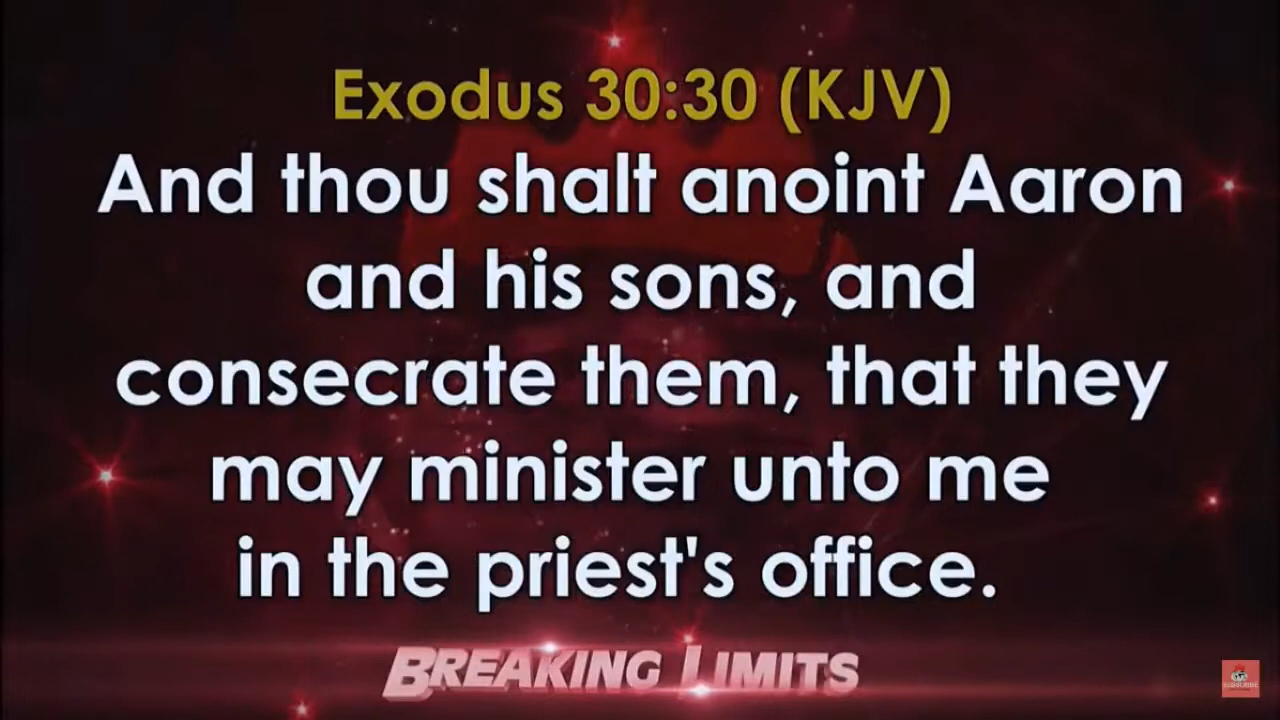 Exodus 30:30 (KJV)
And thou shalt anoint Aaron
and his sons, and
consecrate them, that they
may minister unto me
in the priest's office.
BREAKING LIMITS
SUBSCRIBE